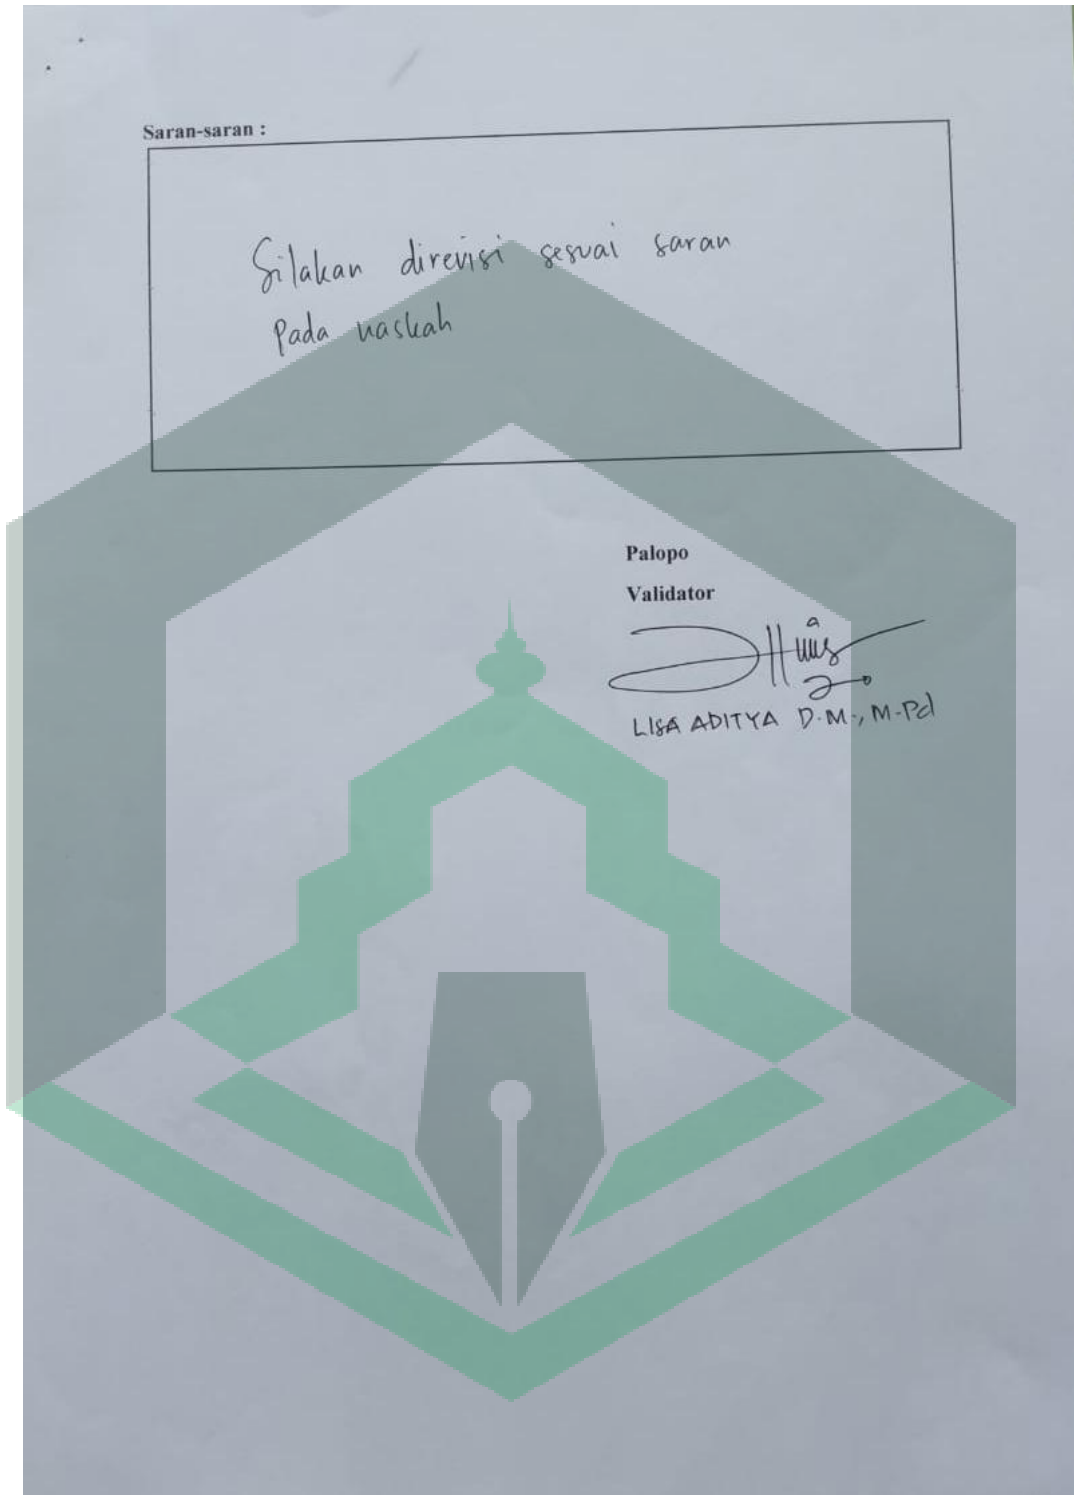 Saran-saran :
Silakan direvisi sesuai saran
pada naskah
Palopo
Validator
LISA ADITYA D.M., M.Pd